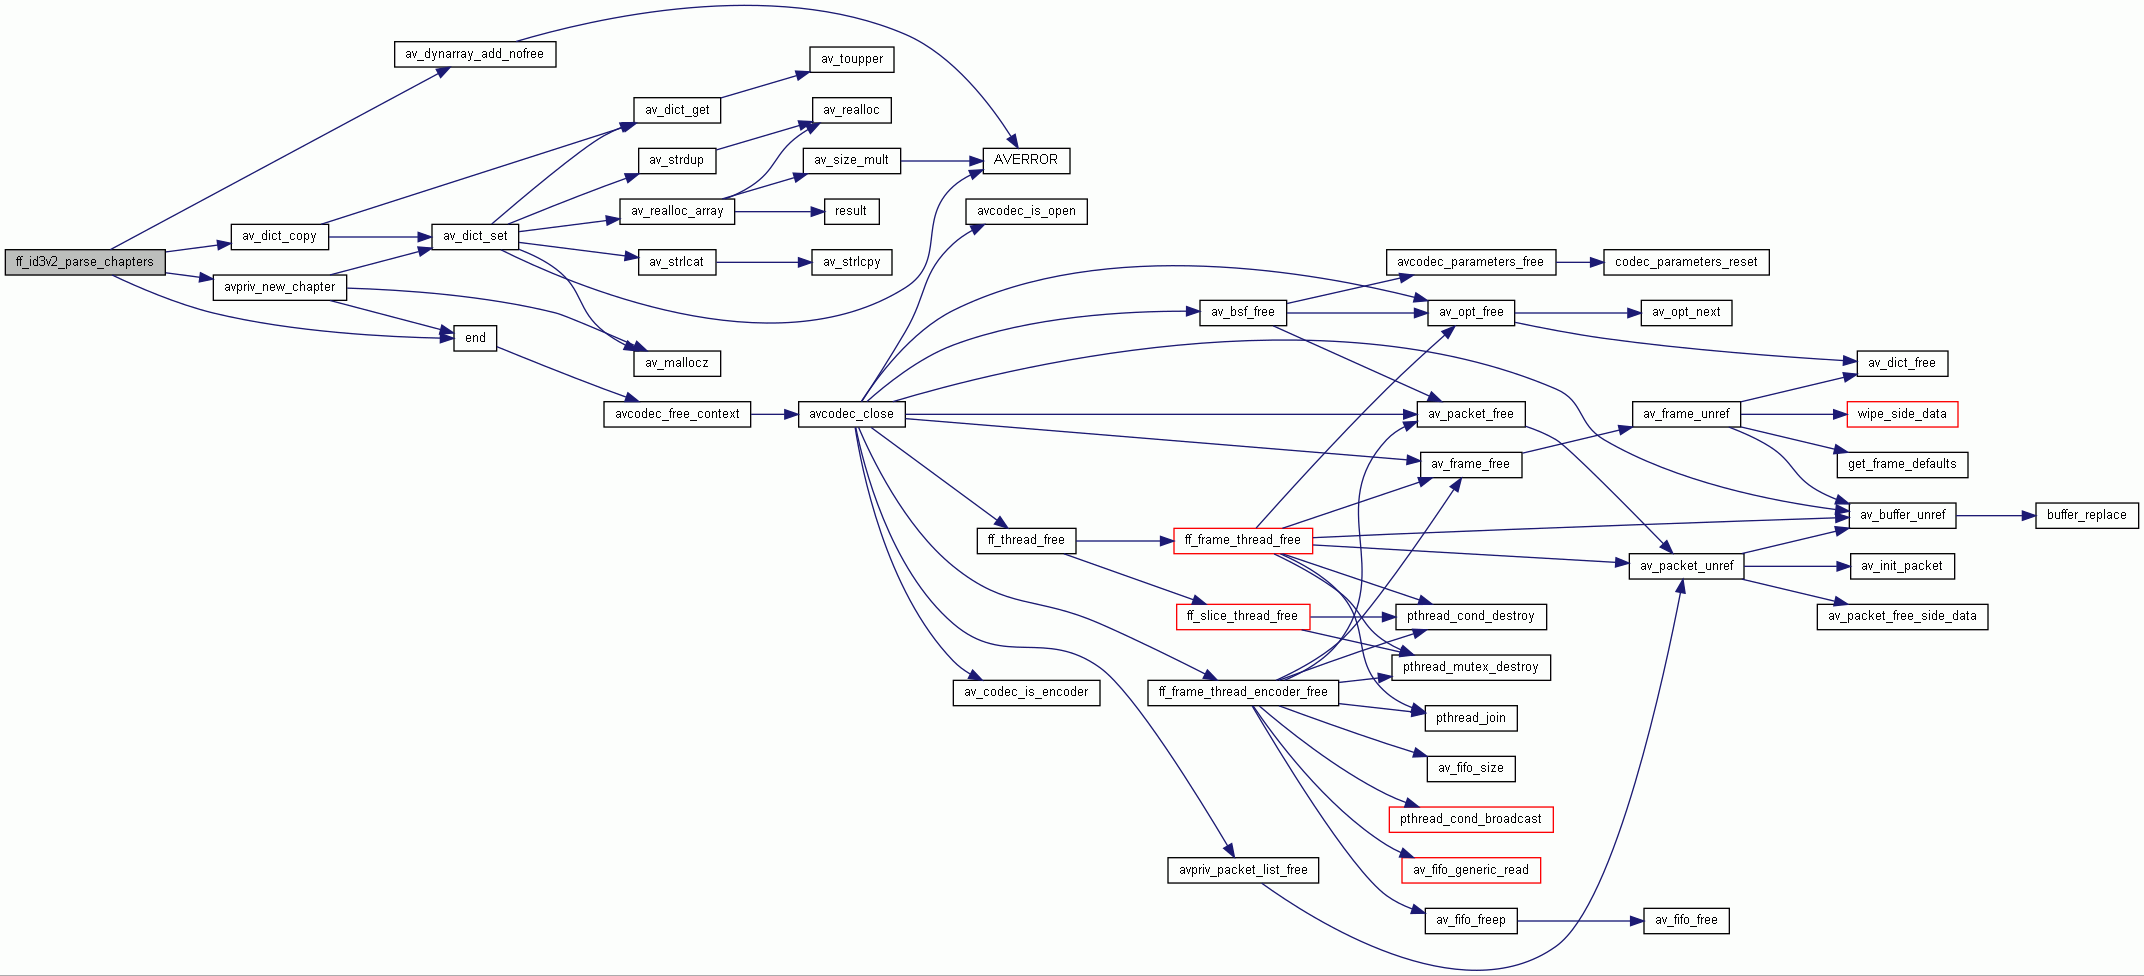 ff_id3v2_parse_chapters
av_dynarray_add_nofree
av_dict_copy
avpriv_new_chapter
av_dict_set
end
av_dict_get
av_strdup
av_realloc_array
av_strlcat
av_mallocz
avcodec_free_context
av_toupper
av_realloc
av_size_mult
result
av_strlcpy
avcodec_close
AVERROR
avcodec_is_open
ff_thread_free
av_codec_is_encoder
av_bsf_free
ff_frame_thread_free
ff_slice_thread_free
ff_frame_thread_encoder_free
avpriv_packet_list_free
avcodec_parameters_free
av_opt_free
av_packet_free
av_frame_free
pthread_cond_destroy
pthread_mutex_destroy
pthread_join
av_fifo_size
pthread_cond_broadcast
av_fifo_generic_read
av_fifo_freep
codec_parameters_reset
av_opt_next
av_frame_unref
av_packet_unref
av_fifo_free
av_dict_free
wipe_side_data
get_frame_defaults
av_buffer_unref
av_init_packet
av_packet_free_side_data
buffer_replace